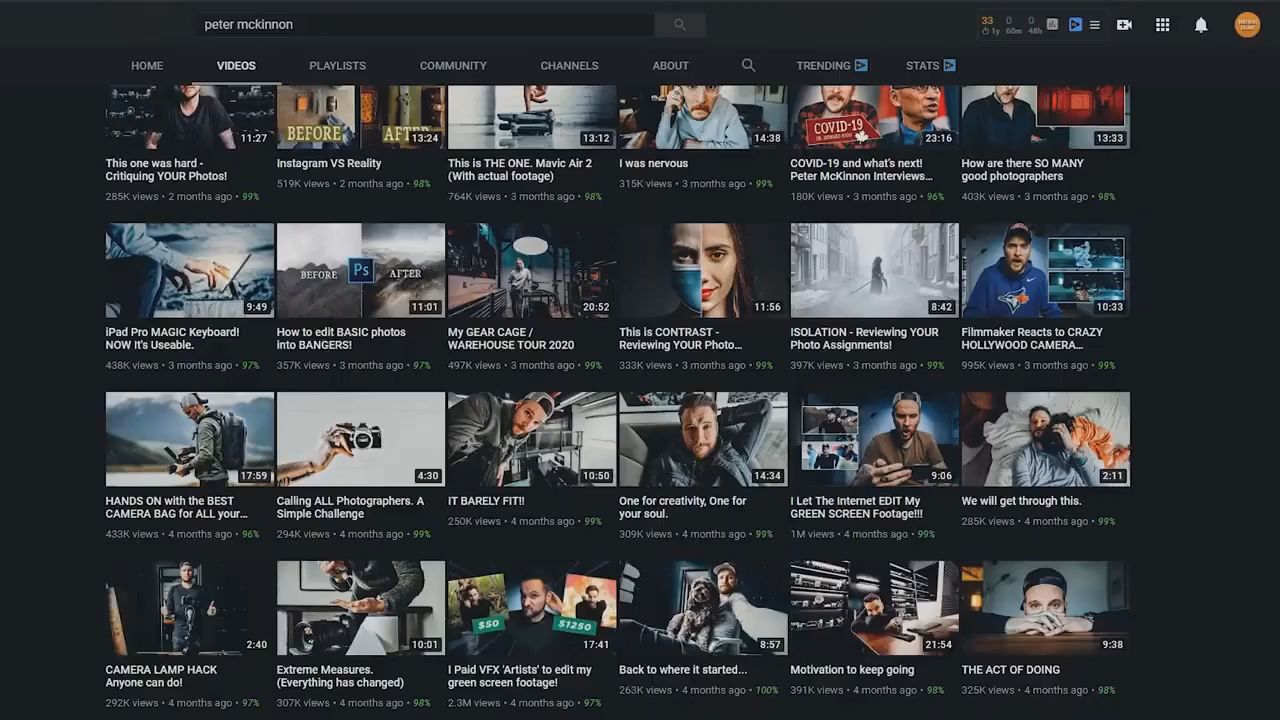 peter mckinnon
33 0 0
1y 60m 48h
HOME VIDEOS PLAYLISTS COMMUNITY CHANNELS ABOUT TRENDING STATS
11:27
BEFORE AFTER 13:24
13:12
14:38
COVID-19 23:16
13:33
This one was hard -
Critiquing YOUR Photos!
285K views • 2 months ago • 99%
Instagram VS Reality
519K views • 2 months ago • 98%
This is THE ONE. Mavic Air 2
(With actual footage)
764K views • 3 months ago • 98%
I was nervous
315K views • 3 months ago • 99%
COVID-19 and what's next!
Peter McKinnon Interviews...
180K views • 3 months ago • 96%
How are there SO MANY
good photographers
403K views • 3 months ago • 98%
9:49
BEFORE Ps AFTER
11:01
20:52
11:56
8:42
10:33
iPad Pro MAGIC Keyboard!
NOW It's Useable.
438K views • 3 months ago • 97%
How to edit BASIC photos
into BANGERS!
357K views • 3 months ago • 97%
My GEAR CAGE /
WAREHOUSE TOUR 2020
497K views • 3 months ago • 99%
This is CONTRAST -
Reviewing YOUR Photo...
333K views • 3 months ago • 99%
ISOLATION - Reviewing YOUR
Photo Assignments!
397K views • 3 months ago • 99%
Filmmaker Reacts to CRAZY
HOLLYWOOD CAMERA...
995K views • 3 months ago • 99%
17:59
4:30
10:50
14:34
9:06
2:11
HANDS ON with the BEST
CAMERA BAG for ALL your...
433K views • 4 months ago • 96%
Calling ALL Photographers. A
Simple Challenge
294K views • 4 months ago • 99%
IT BARELY FIT!!
250K views • 4 months ago • 99%
One for creativity, One for
your soul.
309K views • 4 months ago • 99%
I Let The Internet EDIT My
GREEN SCREEN Footage!!!
1M views • 4 months ago • 99%
We will get through this.
285K views • 4 months ago • 99%
2:40
10:01
$50 $1250
17:41
8:57
21:54
9:38
CAMERA LAMP HACK
Anyone can do!
292K views • 4 months ago • 97%
Extreme Measures.
(Everything has changed)
307K views • 4 months ago • 98%
I Paid VFX 'Artists' to edit my
green screen footage!
2.3M views • 4 months ago • 97%
Back to where it started...
263K views • 4 months ago • 100%
Motivation to keep going
391K views • 4 months ago • 98%
THE ACT OF DOING
325K views • 4 months ago • 98%